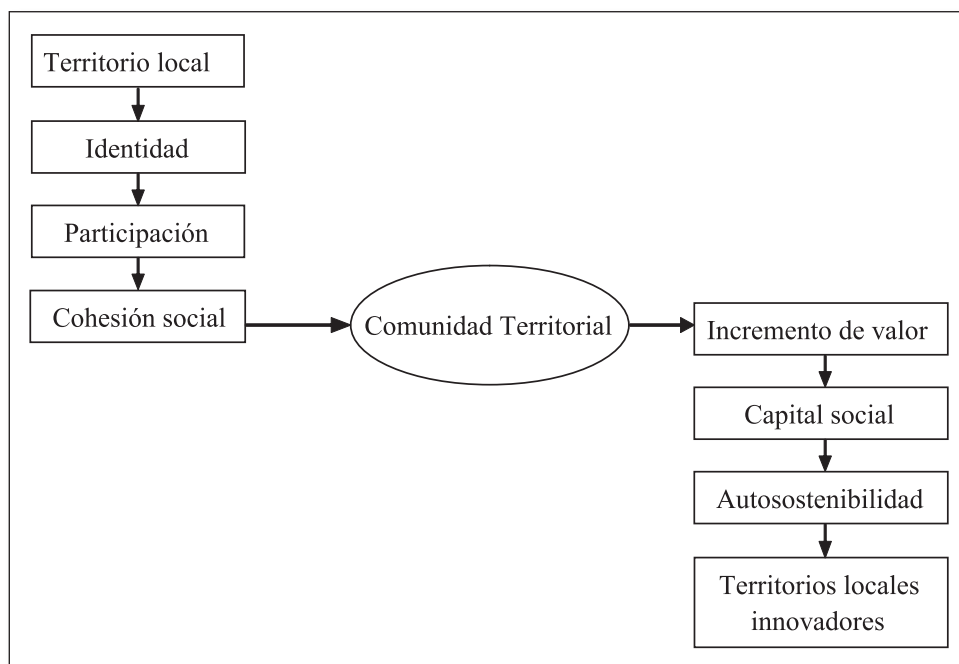 Territorio local
Identidad
Participación
Cohesión social
Comunidad Territorial
Incremento de valor
Capital social
Autosostenibilidad
Territorios locales
innovadores